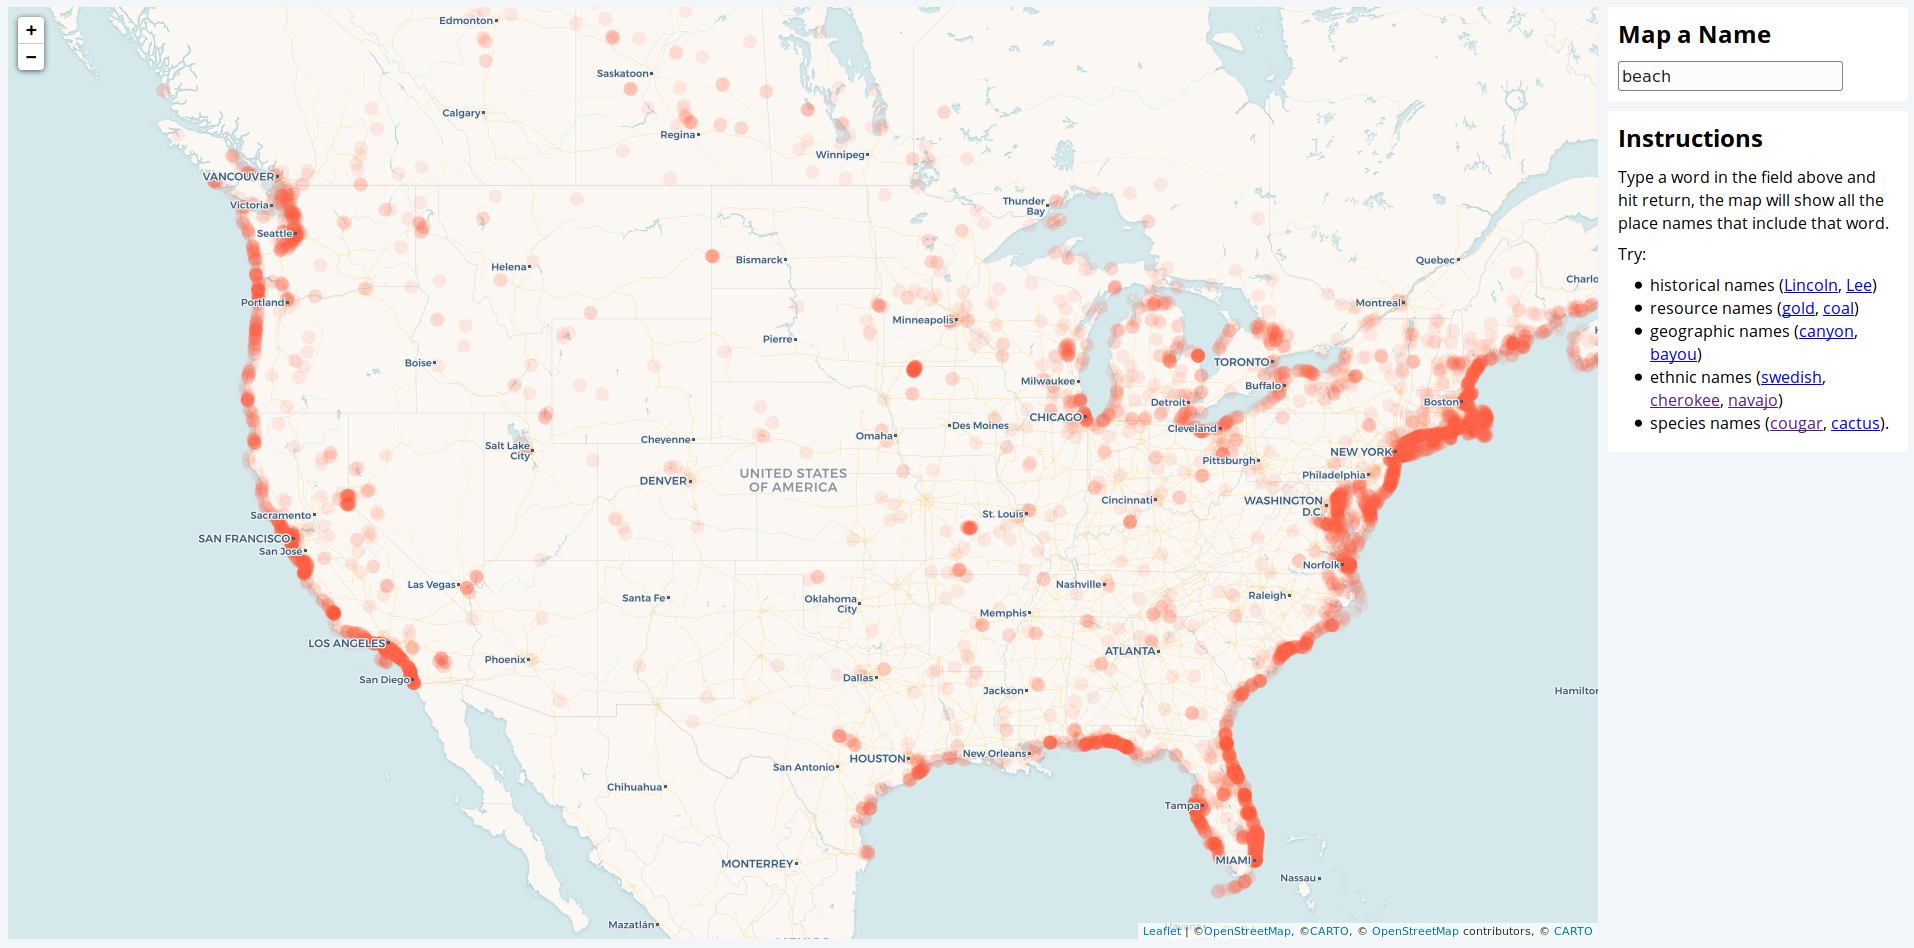 +
−
Edmonton
Saskatoon
Calgary
Regina
Winnipeg
VANCOUVER
Victoria
Seattle
Thunder
Bay
Helena
Bismarck
Quebec
Charlo
Portland
Montreal
Minneapolis
Pierre
Boise
TORONTO
Milwaukee
Buffalo
Detroit
Boston
CHICAGO
Cleveland
Salt Lake
City
Cheyenne
Omaha
Des Moines
NEW YORK
Pittsburgh
Philadelphia
UNITED STATES
OF AMERICA
DENVER
Cincinnati
WASHINGTON
D.C.
Sacramento
St. Louis
SAN FRANCISCO
San José
Norfolk
Las Vegas
Nashville
Santa Fe
Oklahoma
City
Raleigh
Memphis
LOS ANGELES
Phoenix
ATLANTA
San Diego
Dallas
Jackson
Hamilton
New Orleans
HOUSTON
San Antonio
Chihuahua
Tampa
MONTERREY
MIAMI
Nassau
Mazatlán
Leaflet | ©OpenStreetMap, ©CARTO, © OpenStreetMap contributors, © CARTO
Map a Name
beach
Instructions
Type a word in the field above and
hit return, the map will show all the
place names that include that word.
Try:
• historical names (Lincoln, Lee)
• resource names (gold, coal)
• geographic names (canyon,
bayou)
• ethnic names (swedish,
cherokee, navajo)
• species names (cougar, cactus).